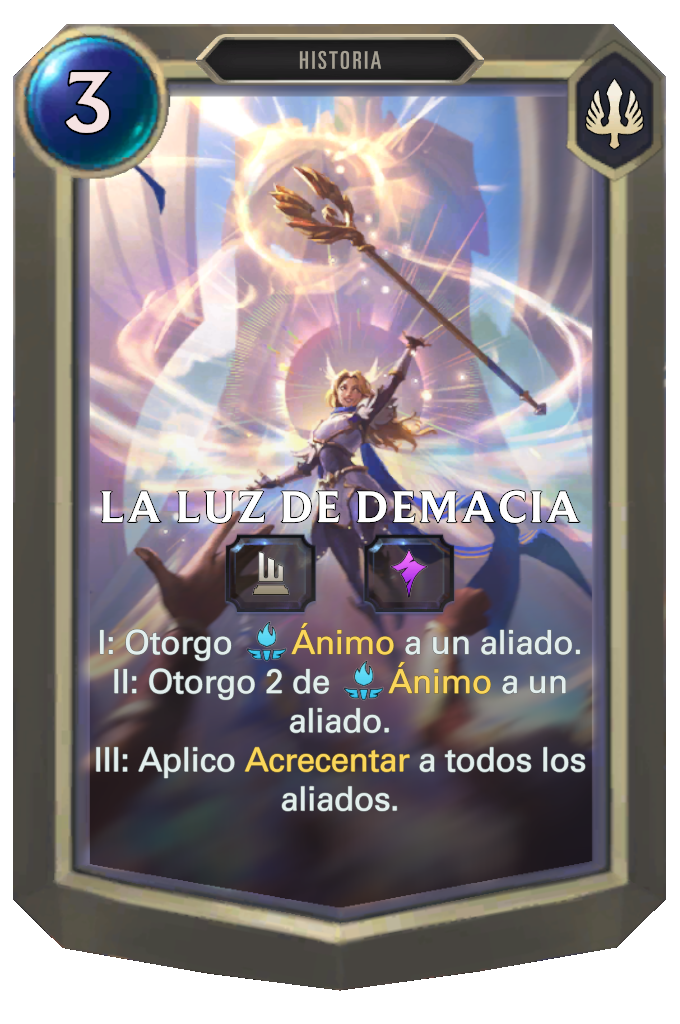 3
HISTORIA
LA LUZ DE DEMACIA
I: Otorgo Ánimo a un aliado.
II: Otorgo 2 de Ánimo a un
aliado.
III: Aplico Acrecentar a todos los
aliados.